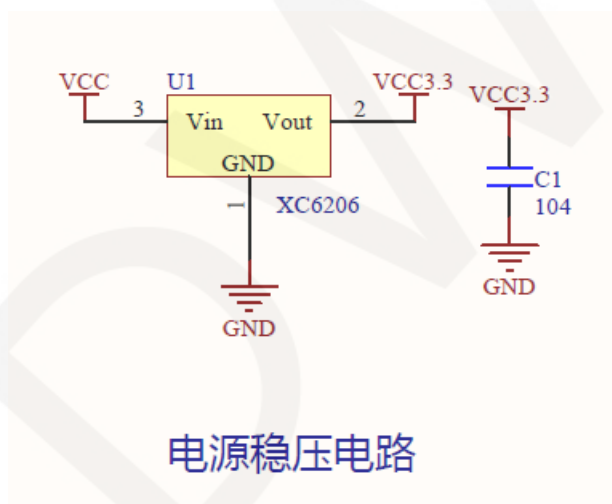 VCC
U1
VCC3.3
VCC3.3
3
Vin
Vout
2
GND
C1
1
XC6206
104
GND
GND
电源稳压电路